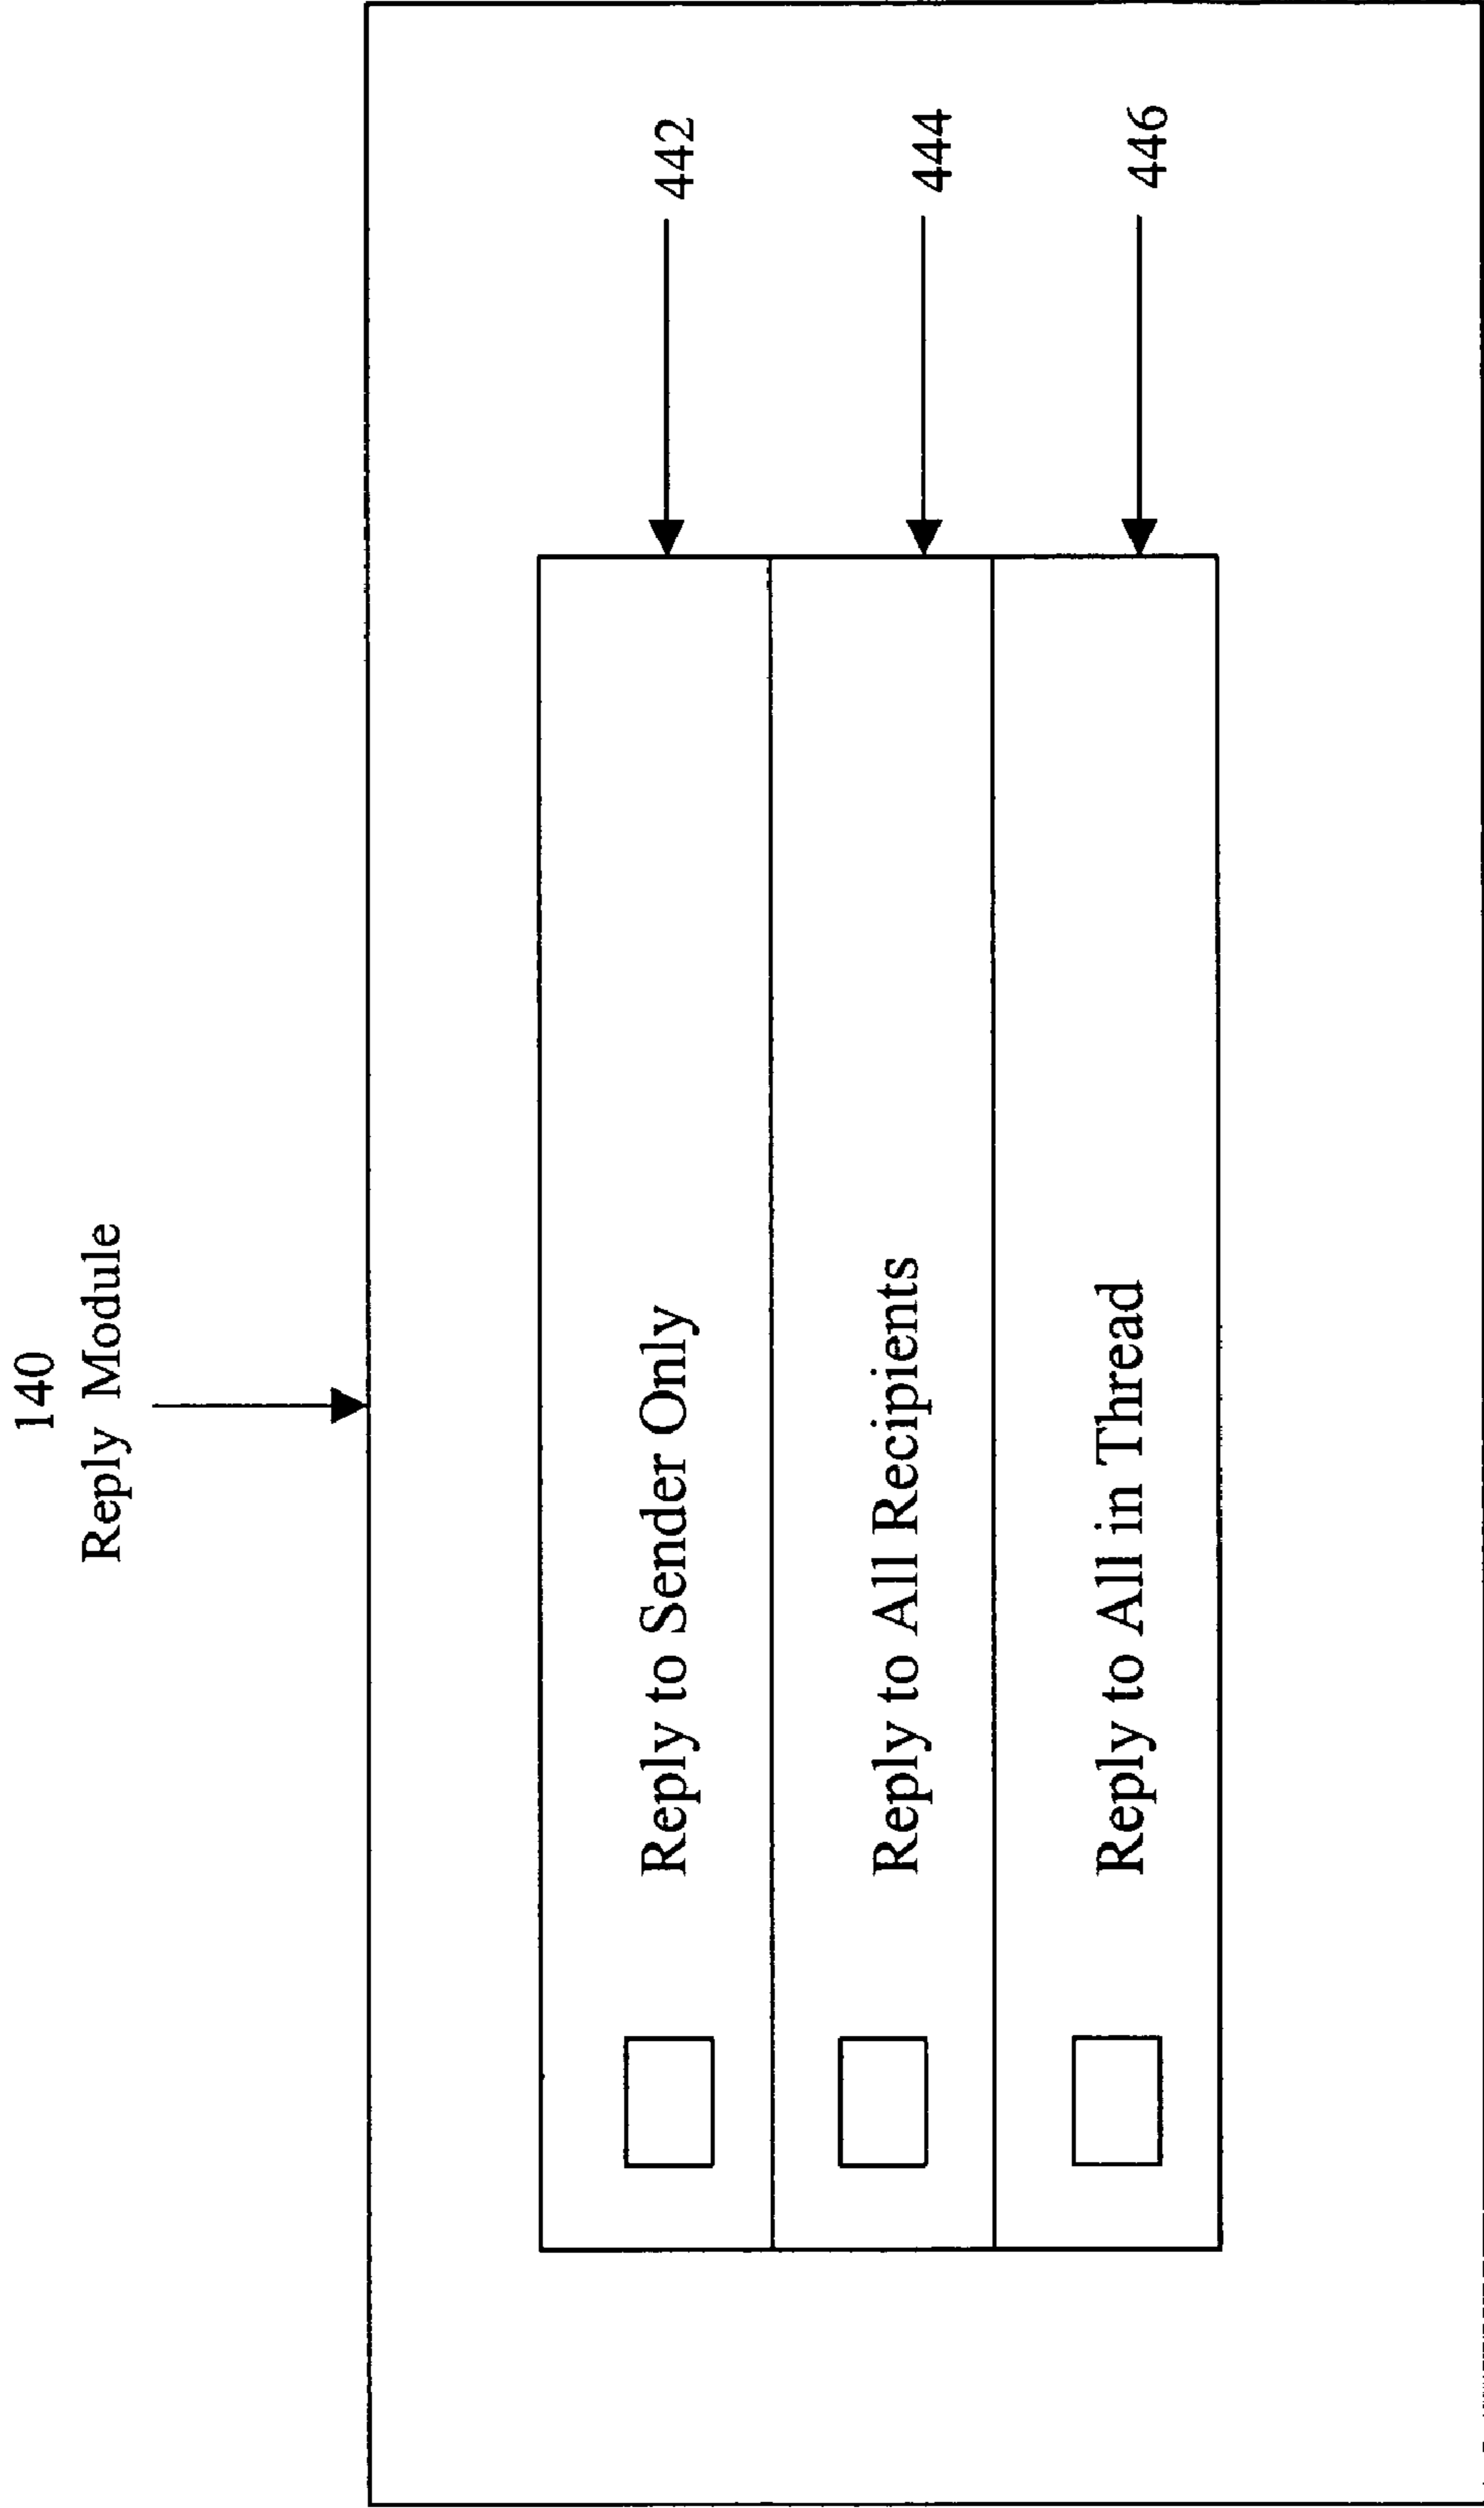 140
Reply Module
Reply to Sender Only
442
Reply to All Recipients
444
Reply to All in Thread
446